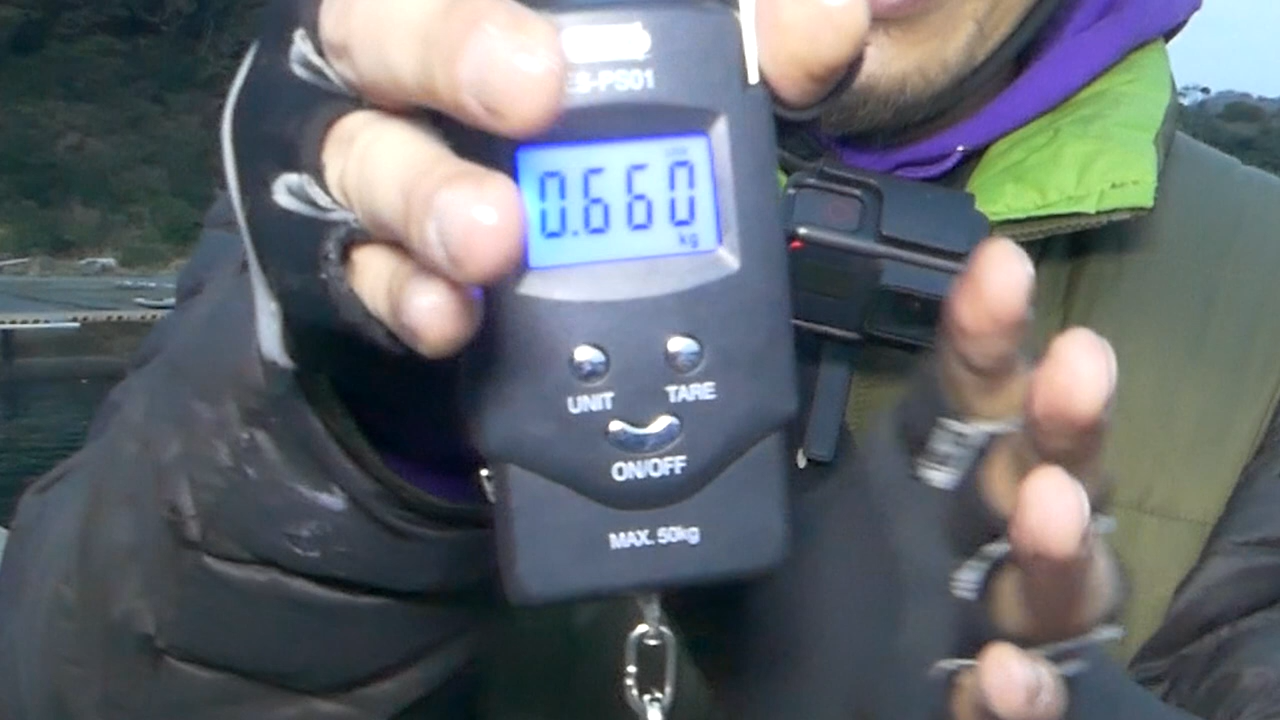 ES-PS01
0.660
kg
UNIT TARE
ON/OFF
MAX. 50kg